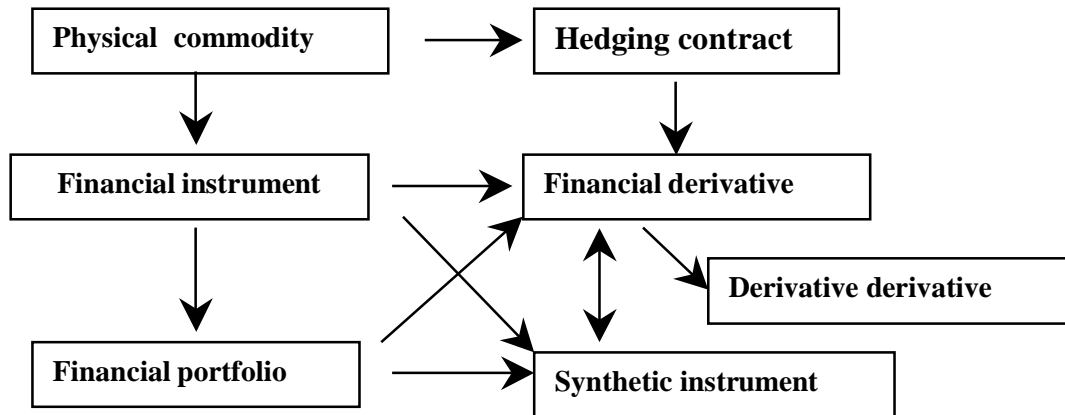 Physical commodity
Hedging contract
Financial instrument
Financial derivative
Derivative derivative
Financial portfolio
Synthetic instrument